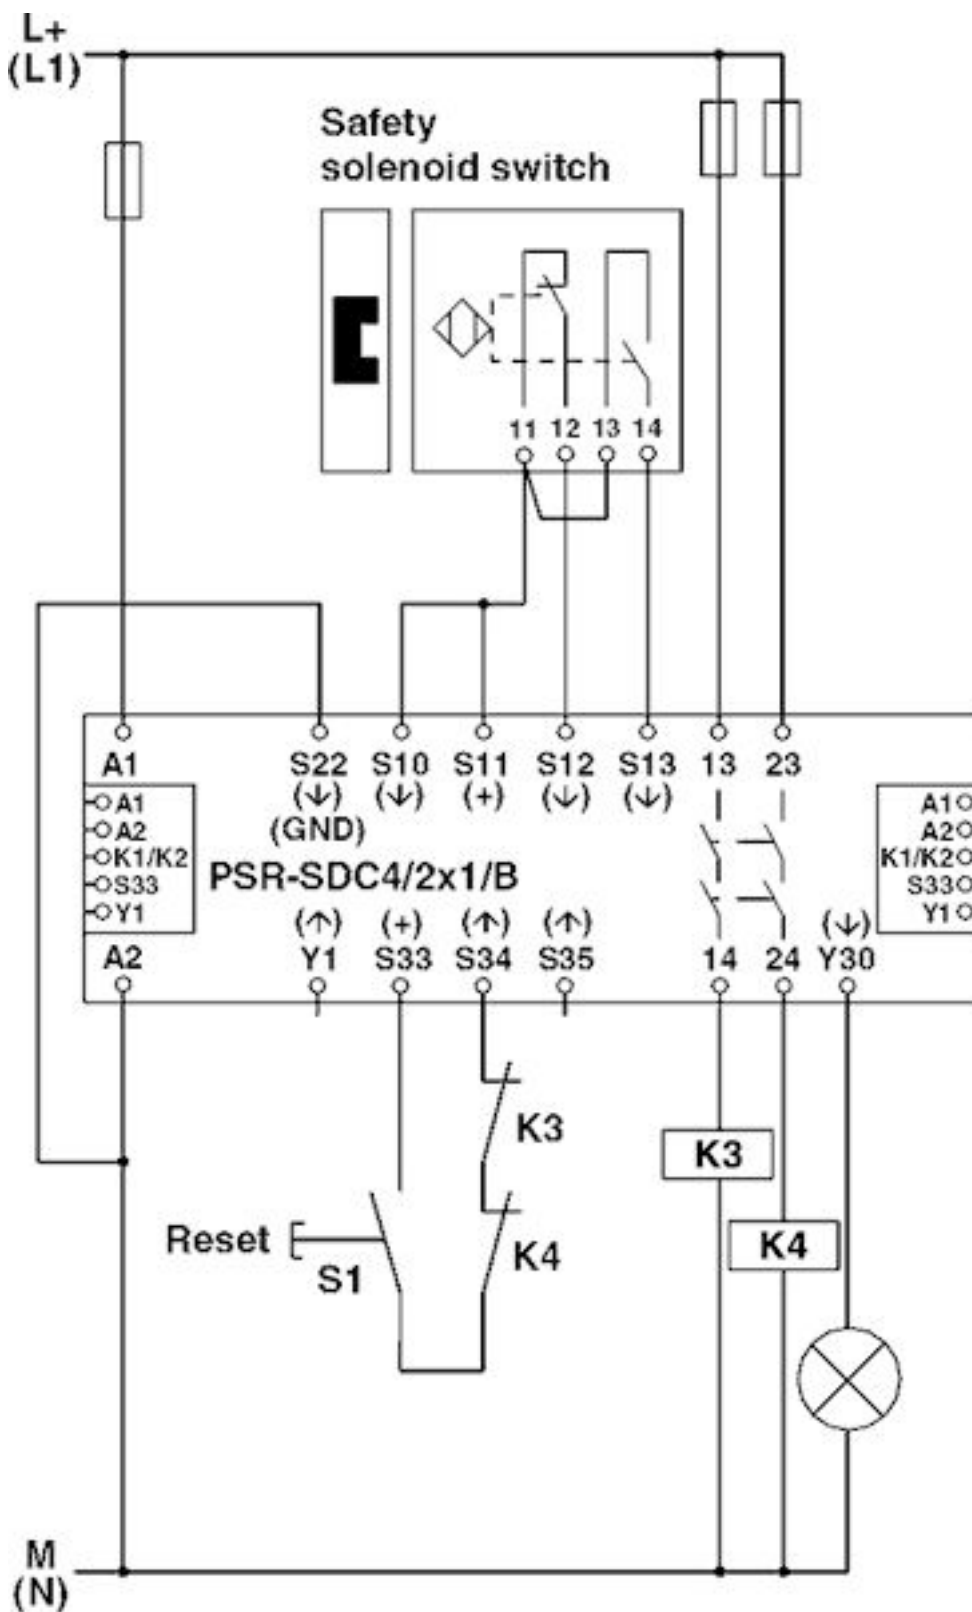 L+
(L1)
Safety
solenoid switch
11 12 13 14
A1 S22 S10 S11 S12 S13 13 23
(↓) (↓) (+) (↓) (↓)
(GND)
A1 A1
A2 A2
K1/K2 K1/K2
S33 S33
Y1 Y1
PSR-SDC4/2x1/B
(↑) (+) (↑) (↑) (↓)
A2 Y1 S33 S34 S35 14 24 Y30
K3
K3
Reset
S1
K4
K4
M
(N)